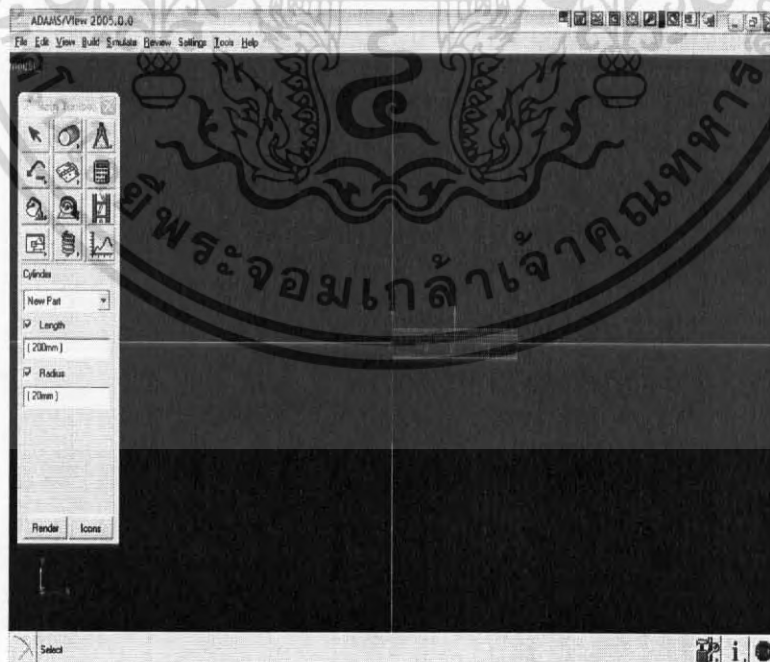 ADAMS/View 2005.0.0
File Edit View Build Simulate Review Settings Tools Help
ยีพระจอมเกล้าเจ้าคุณทหาร
Cylinder
New Part
Length
(200mm)
Radius
(20mm)
Render Icons
Select